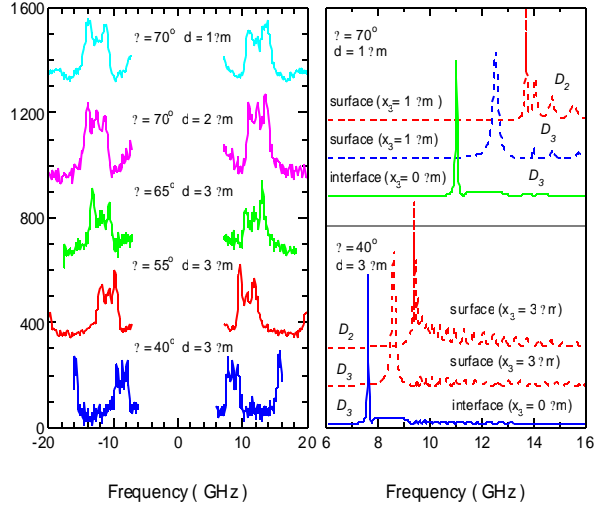 1600
1200
800
400
0
? = 70° d = 1 ?m
? = 70° d = 2 ?m
? = 65° d = 3 ?m
? = 55° d = 3 ?m
? = 40° d = 3 ?m
-20 -10 0 10 20
Frequency ( GHz)
? = 70°
d = 1 ?m
D2
surface (x3= 1 ?m )
D3
surface (x3= 1 ?m)
interface (x3= 0 ?m)
D3
? = 40°
d = 3 ?m
surface (x3 = 3 ?m)
D2
surface (x3 = 3 ?m)
D3
D3
interface (x3 = 0 ?m)
6 8 10 12 14 16
Frequency ( GHz)